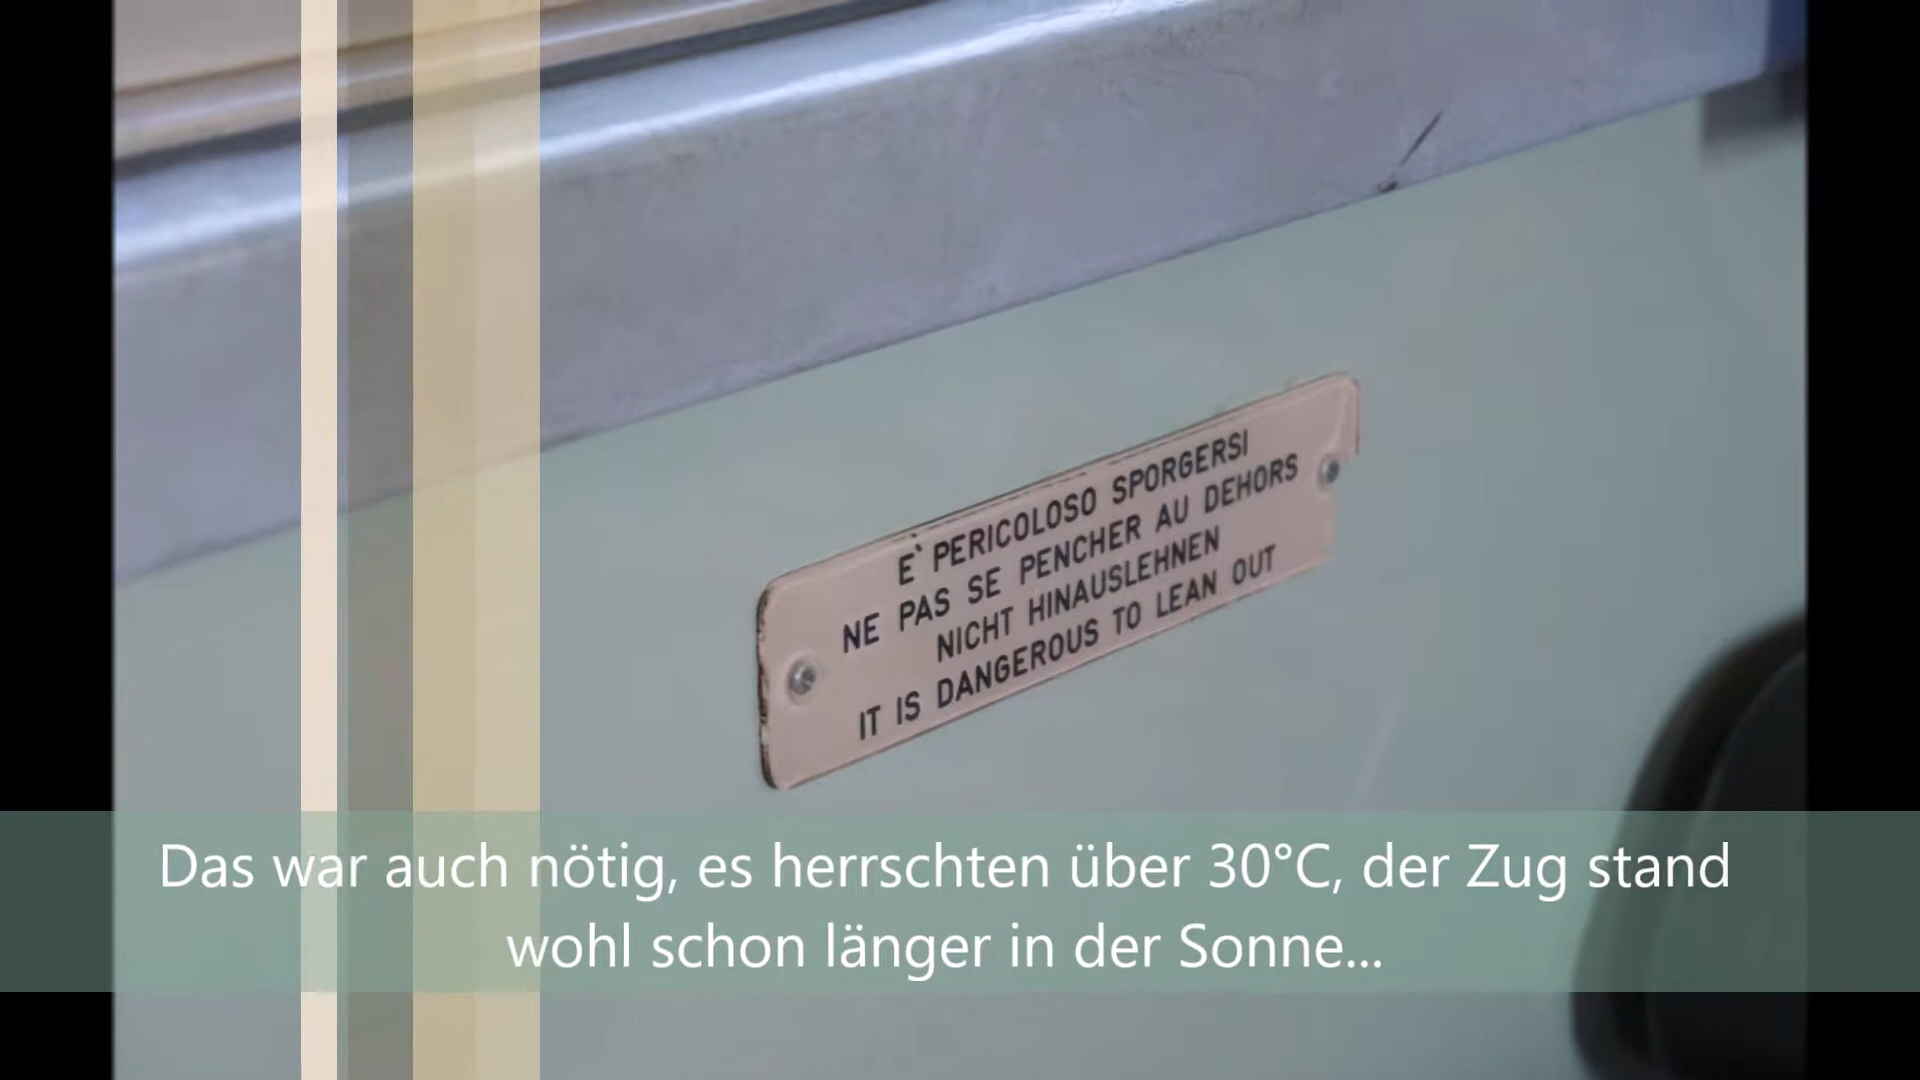 E` PERICOLOSO SPORGERSI
NE PAS SE PENCHER AU DEHORS
NICHT HINAUSLEHNEN
IT IS DANGEROUS TO LEAN OUT
Das war auch nötig, es herrschten über 30°C, der Zug stand
wohl schon länger in der Sonne...